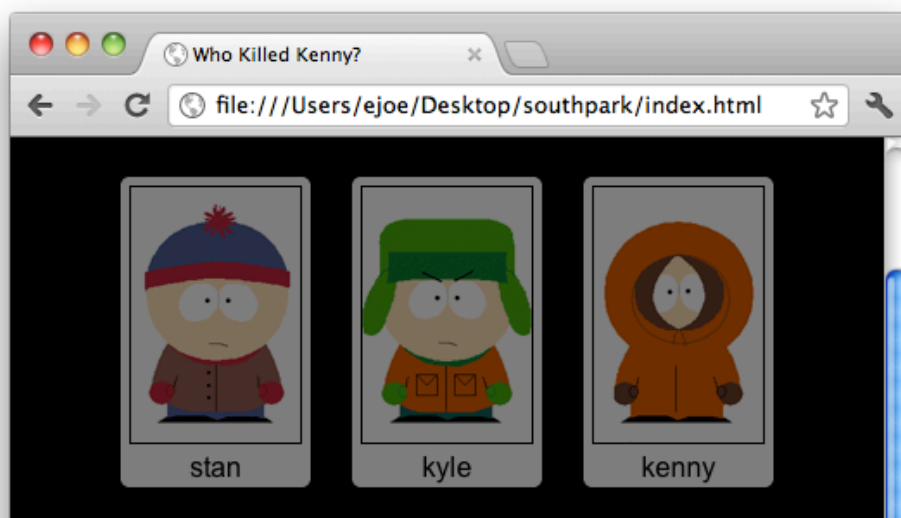 Who Killed Kenny?
file:///Users/ejoe/Desktop/southpark/index.html
stan kyle kenny